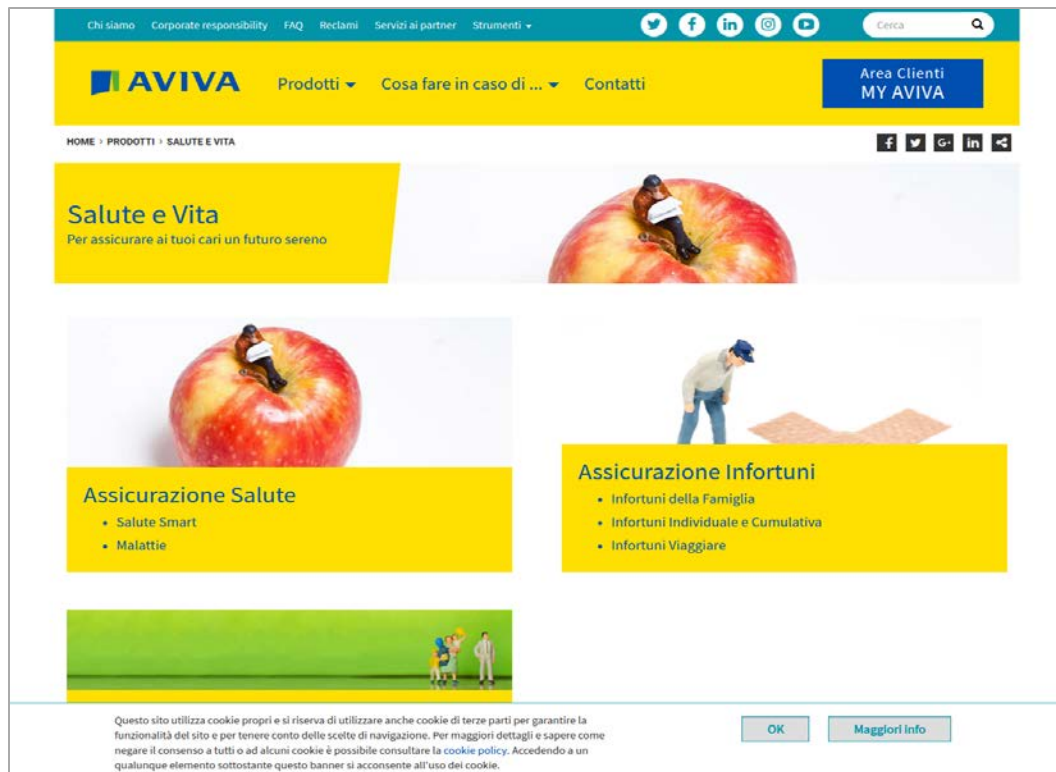 Chi siamo Corporate responsibility FAQ Reclami Servizi ai partner Strumenti
Cerca
AVIVA
Prodotti Cosa fare in caso di ... Contatti
Area Clienti
MY AVIVA
HOME > PRODOTTI > SALUTE E VITA
Salute e Vita
Per assicurare ai tuoi cari un futuro sereno
Assicurazione Salute
• Salute Smart
• Malattie
Assicurazione Infortuni
• Infortuni della Famiglia
• Infortuni Individuale e Cumulativa
• Infortuni Viaggiare
Questo sito utilizza cookie propri e si riserva di utilizzare anche cookie di terze parti per garantire la
funzionalità del sito e per tenere conto delle scelte di navigazione. Per maggiori dettagli e sapere come
negare il consenso a tutti o ad alcuni cookie è possibile consultare la cookie policy. Accedendo a un
qualunque elemento sottostante questo banner si acconsente all'uso dei cookie.
OK
Maggiori info